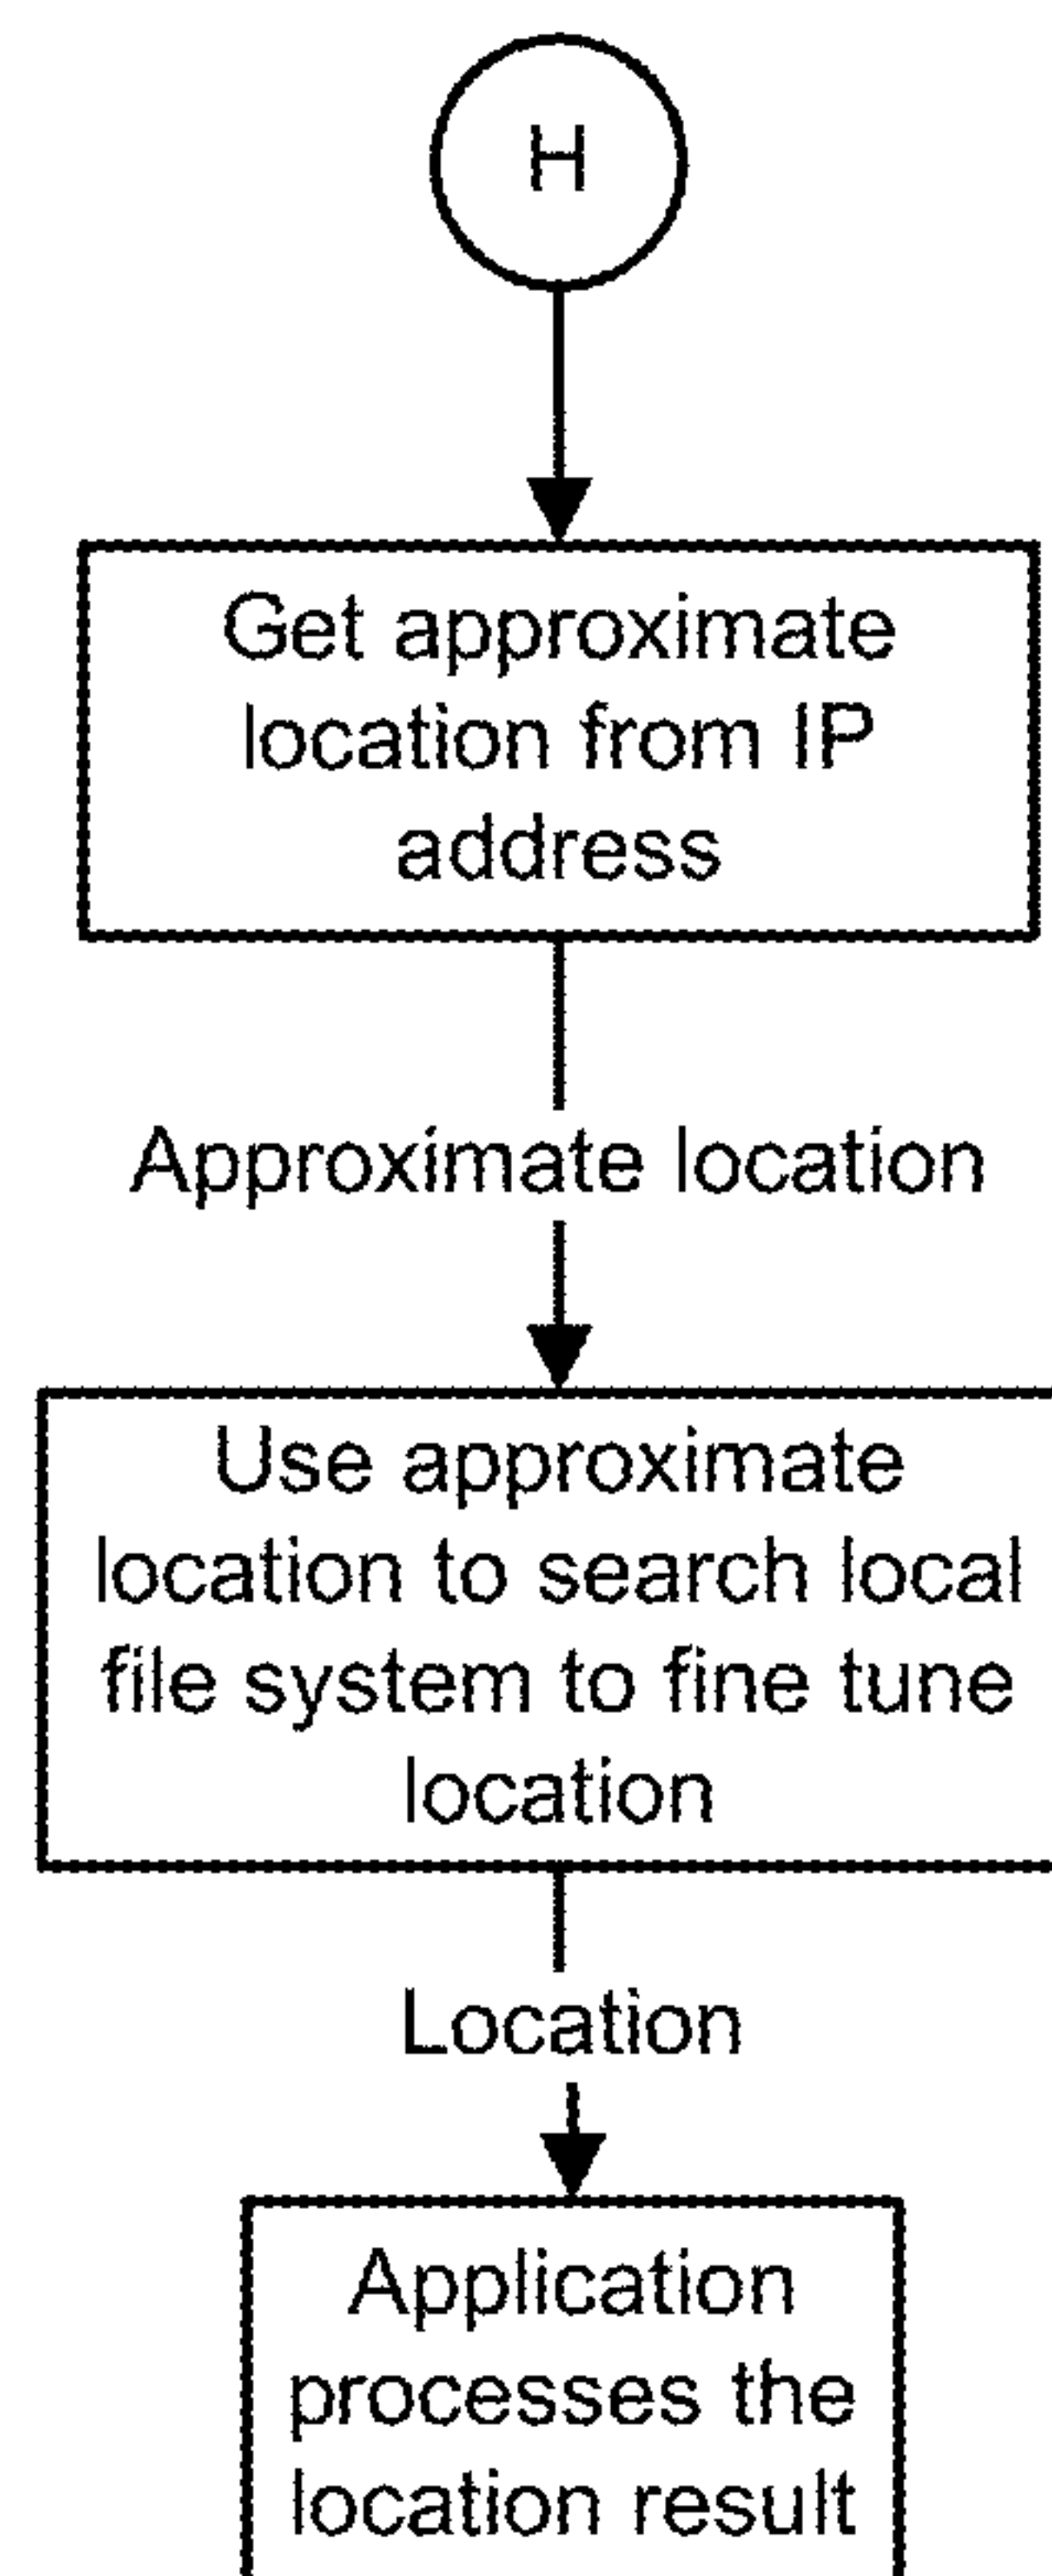 H
Get approximate
location from IP
address
Approximate location
Use approximate
location to search local
file system to fine tune
location
Location
Application
processes the
location result